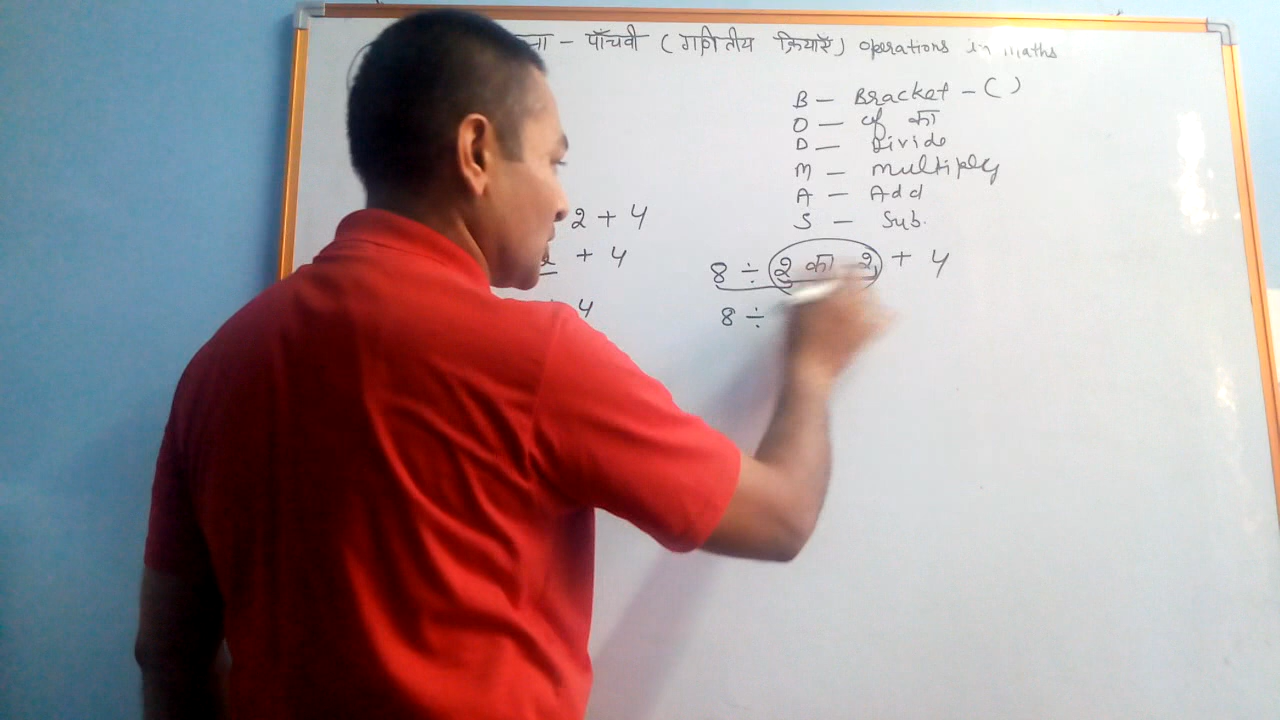 पाँचवी (गणितीय क्रियाऐं) operations in maths
B - Bracket - ( )
O - of का
D - Divide
M - Multiply
A - Add
S - Sub.
2 + 4
2 + 4
4
8 ÷ 2 का 2 + 4
8 ÷